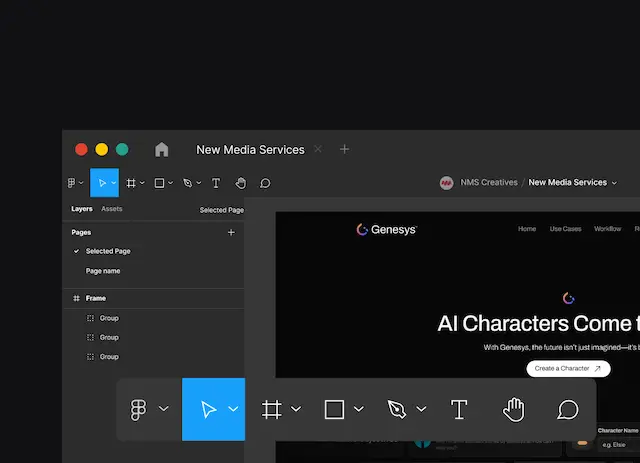 New Media Services
NMS Creatives / New Media Services
Layers Assets Selected Page
Pages
Selected Page
Page name
Frame
Group
Group
Group
Genesys
Home Use Cases Workflow
AI Characters Come
With Genesys, the future isn't just imagined—it's
Create a Character
Character Name
e.g. Elsie